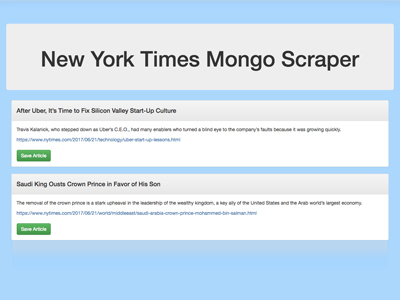 New York Times Mongo Scraper
After Uber, It's Time to Fix Silicon Valley Start-Up Culture
Travis Kalanick, who stepped down as Uber's C.E.O., had many enablers who turned a blind eye to the company's faults because it was growing quickly.
https://www.nytimes.com/2017/06/21/technology/uber-start-up-lessons.html
Save Article
Saudi King Ousts Crown Prince in Favor of His Son
The removal of the crown prince is a stark upheaval in the leadership of the wealthy kingdom, a key ally of the United States and the Arab world's largest economy.
https://www.nytimes.com/2017/06/21/world/middleeast/saudi-arabia-crown-prince-mohammed-bin-salman.html
Save Article